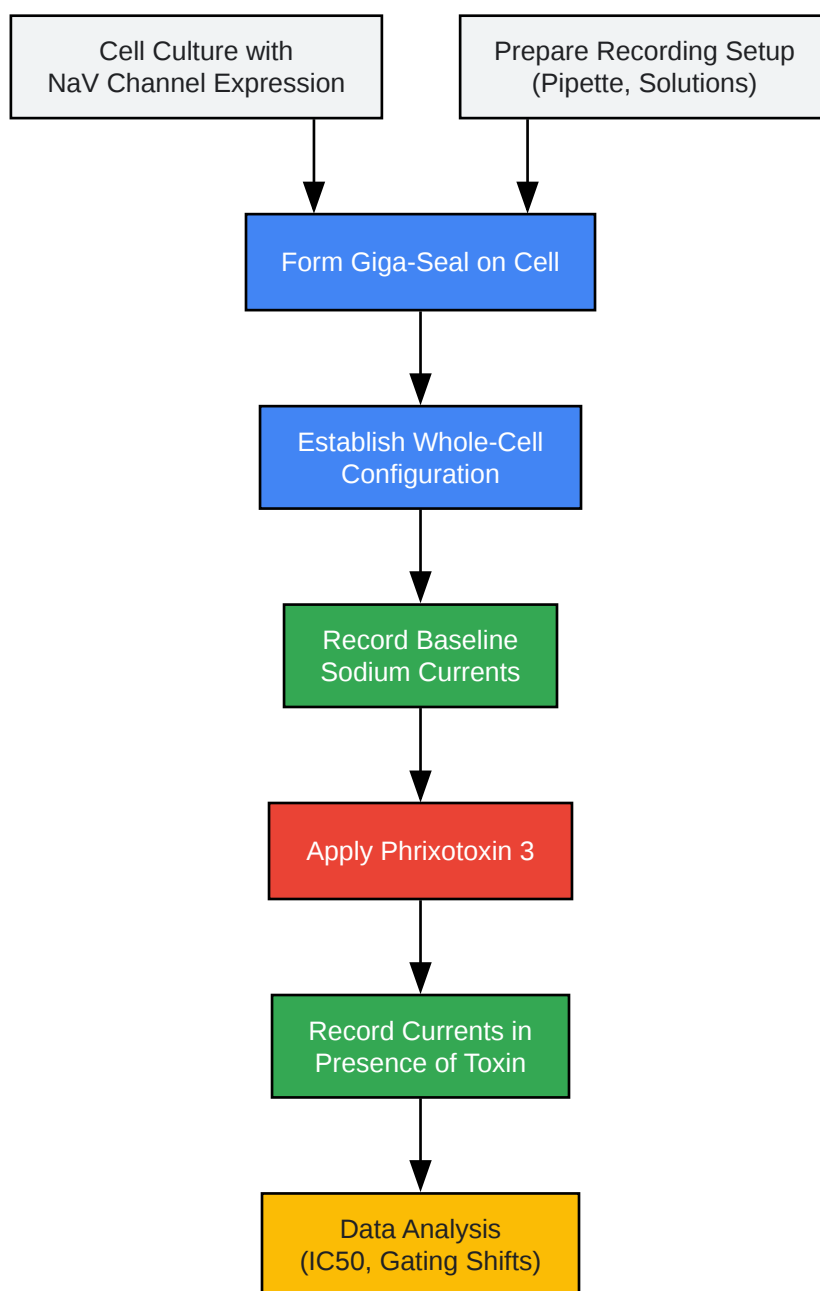 Cell Culture with
NaV Channel Expression
Prepare Recording Setup
(Pipette, Solutions)
Form Giga-Seal on Cell
Establish Whole-Cell
Configuration
Record Baseline
Sodium Currents
Apply Phrixotoxin 3
Record Currents in
Presence of Toxin
Data Analysis
(IC50, Gating Shifts)